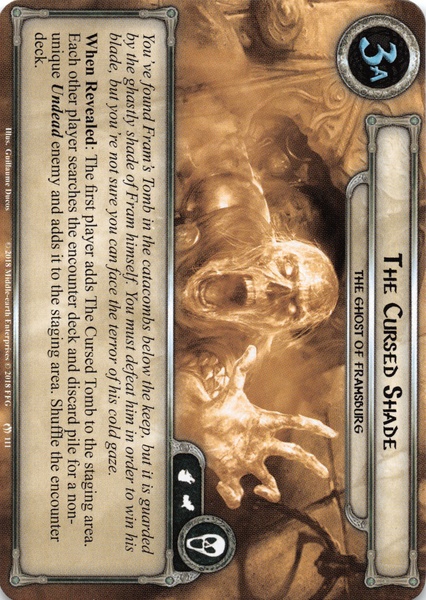 3A
THE CURSED SHADE
THE GHOST OF FRAMSBURG
You've found Fram's Tomb in the catacombs below the keep, but it is guarded
by the ghastly shade of Fram himself. You must defeat him in order to win his
blade, but you're not sure you can face the terror of his cold gaze.
When Revealed: The first player adds The Cursed Tomb to the staging area.
Each other player searches the encounter deck and discard pile for a non-
unique Undead enemy and adds it to the staging area. Shuffle the encounter
deck.
Illus. Guillaume Ducos © 2018 Middle-earth Enterprises © 2018 FFG 111